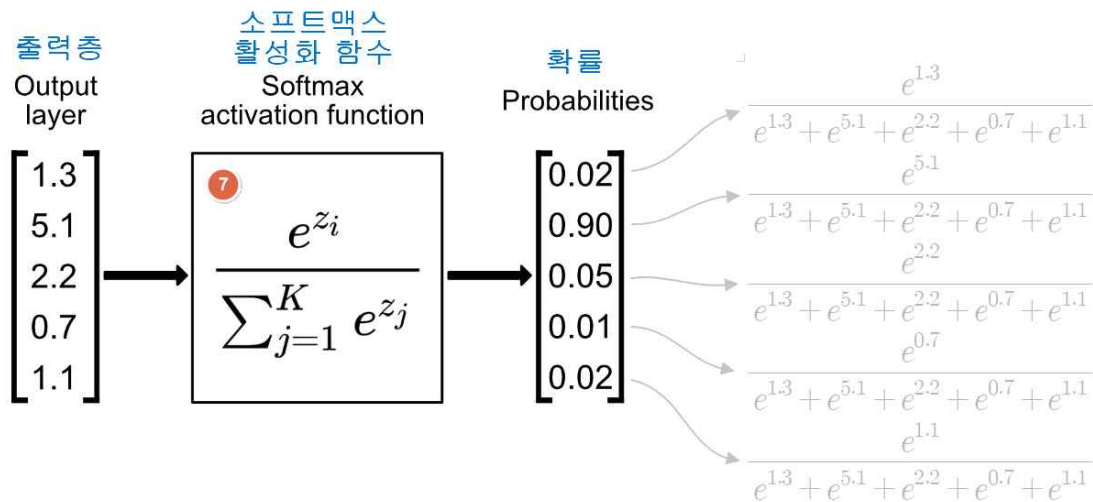 출력층
Output
layer
1.3
5.1
2.2
0.7
1.1
소프트맥스
활성화 함수
Softmax
activation function
7
e^{z_i}
∑_{j=1}^{K} e^{z_j}
확률
Probabilities
0.02
0.90
0.05
0.01
0.02
e^{1.3}
e^{1.3} + e^{5.1} + e^{2.2} + e^{0.7} + e^{1.1}
e^{5.1}
e^{1.3} + e^{5.1} + e^{2.2} + e^{0.7} + e^{1.1}
e^{2.2}
e^{1.3} + e^{5.1} + e^{2.2} + e^{0.7} + e^{1.1}
e^{0.7}
e^{1.3} + e^{5.1} + e^{2.2} + e^{0.7} + e^{1.1}
e^{1.1}
e^{1.3} + e^{5.1} + e^{2.2} + e^{0.7} + e^{1.1}